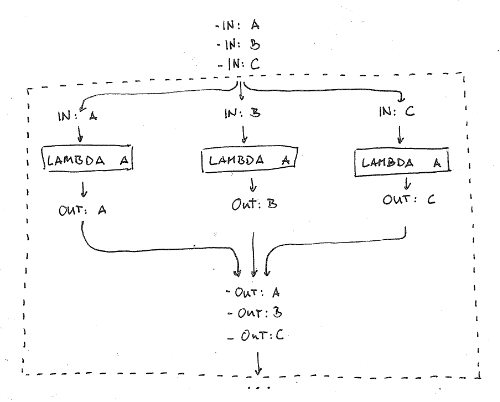 - IN: A
- IN: B
- IN: C
IN: A
IN: B
IN: C
LAMBDA A
LAMBDA A
LAMBDA A
OUT: A
OUT: B
OUT: C
- OUT: A
- OUT: B
- OUT: C
...